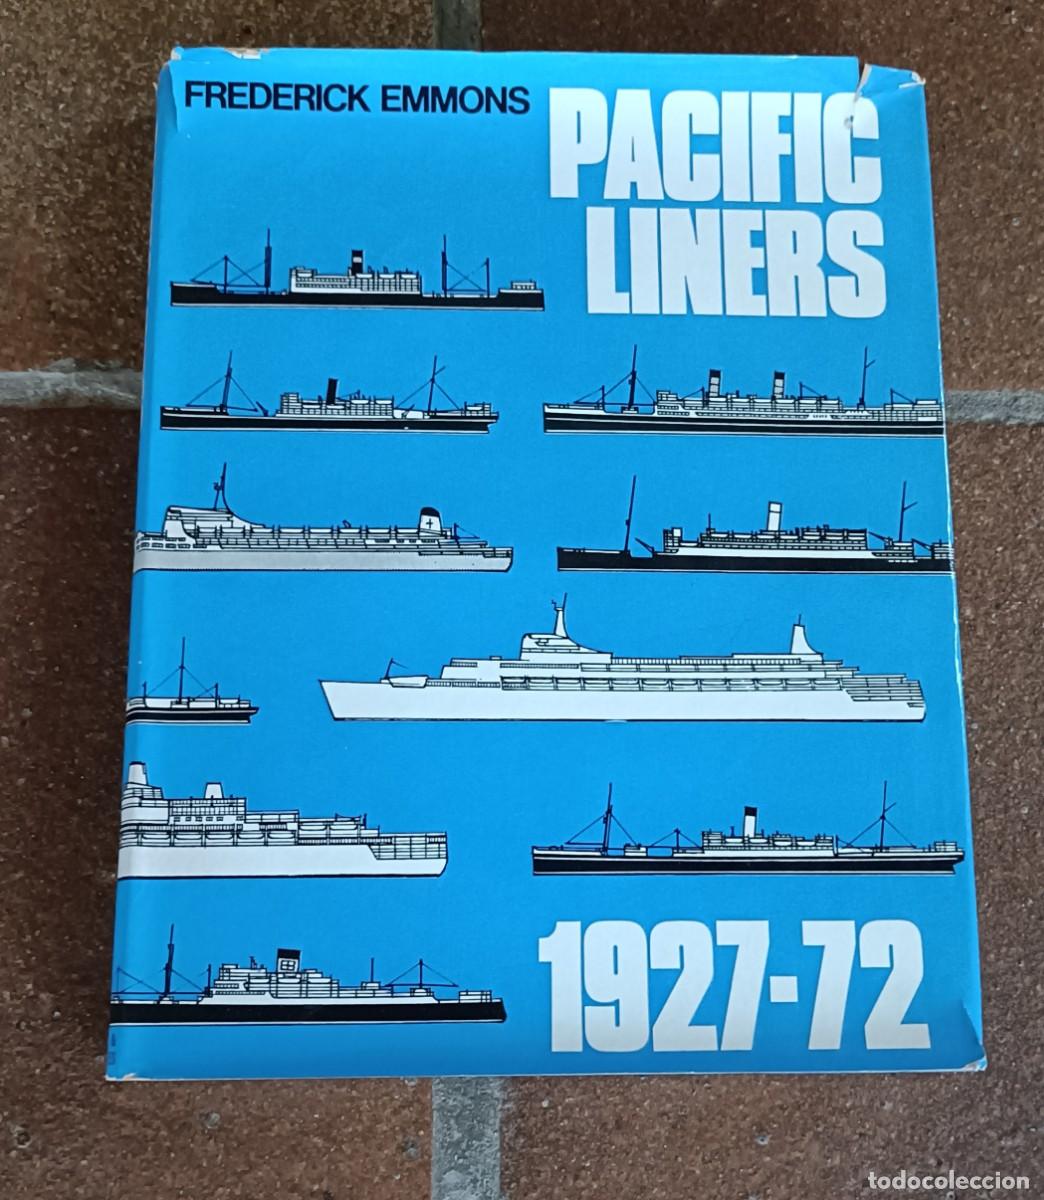 FREDERICK EMMONS
PACIFIC
LINERS
1927-72
todocoleccion